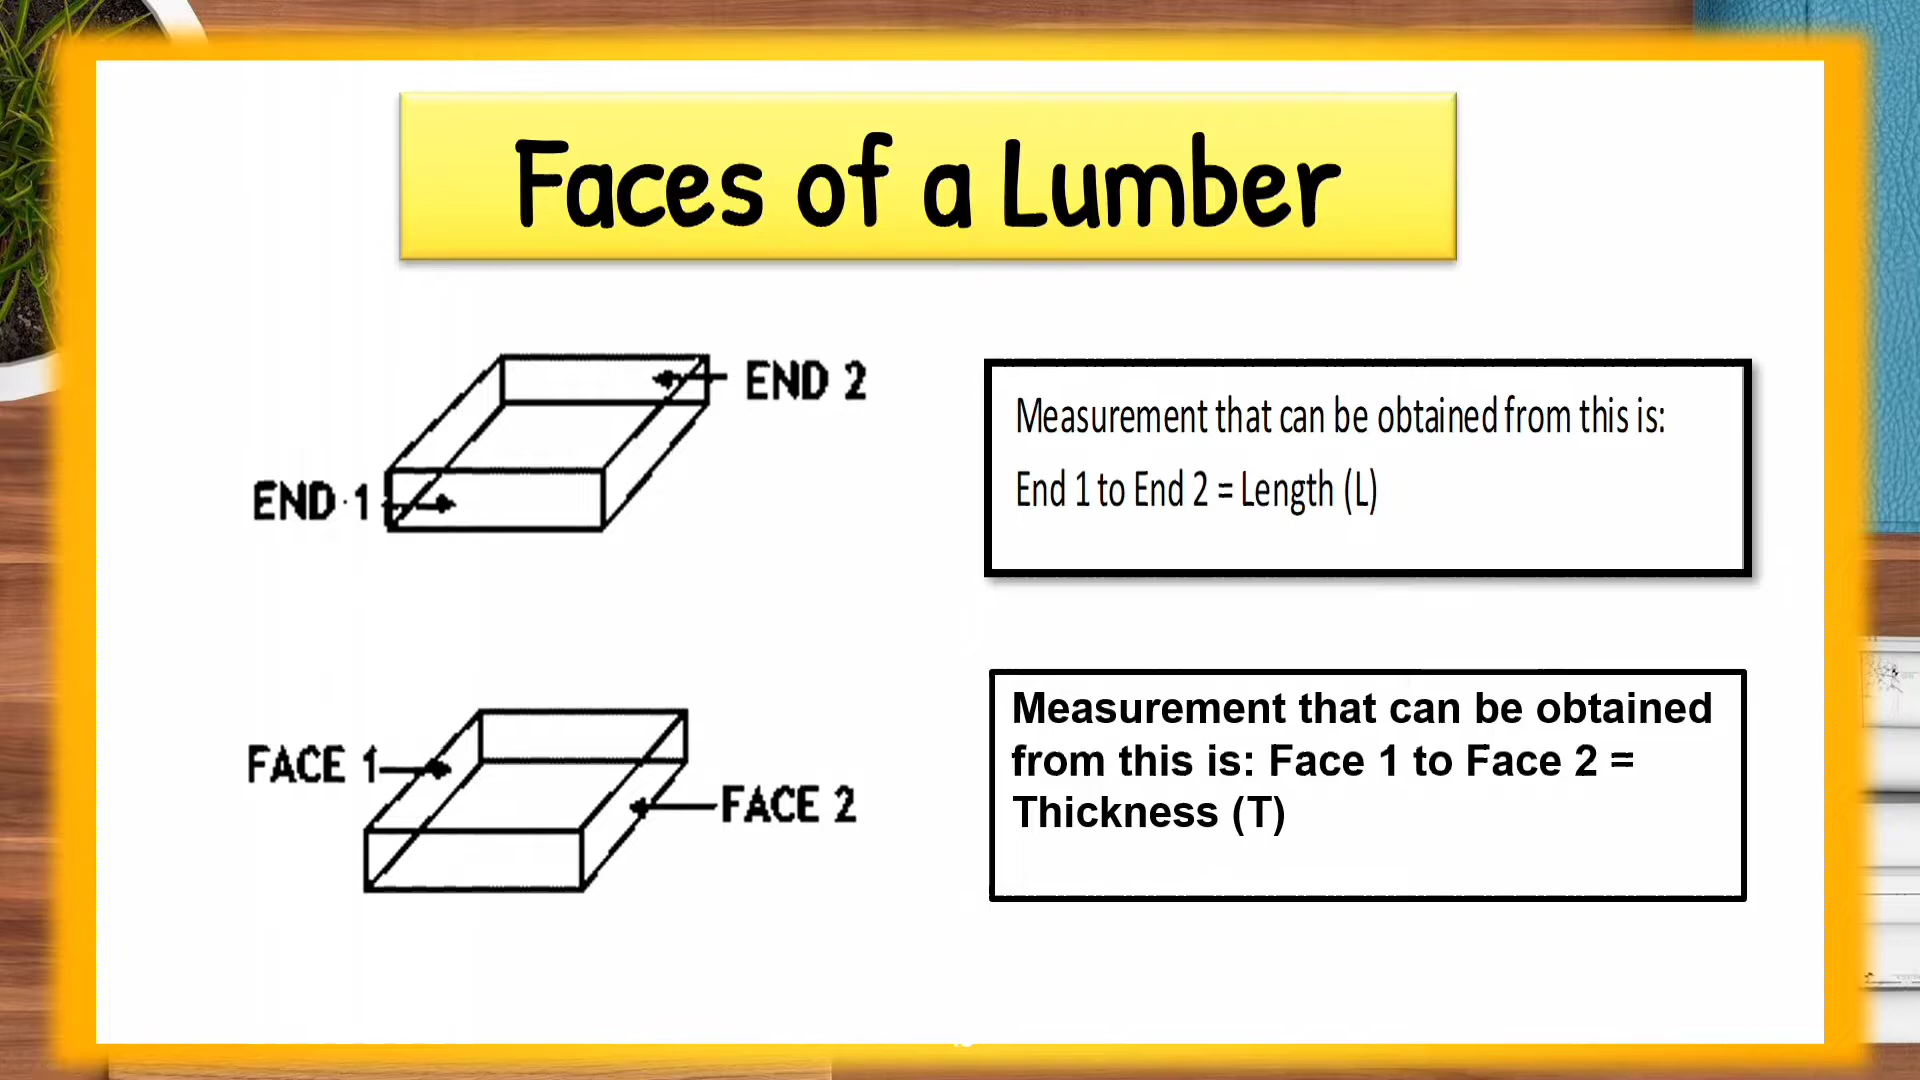 Faces of a Lumber
END 2
END 1
Measurement that can be obtained from this is:
End 1 to End 2 = Length (L)
FACE 1
FACE 2
Measurement that can be obtained
from this is: Face 1 to Face 2 =
Thickness (T)